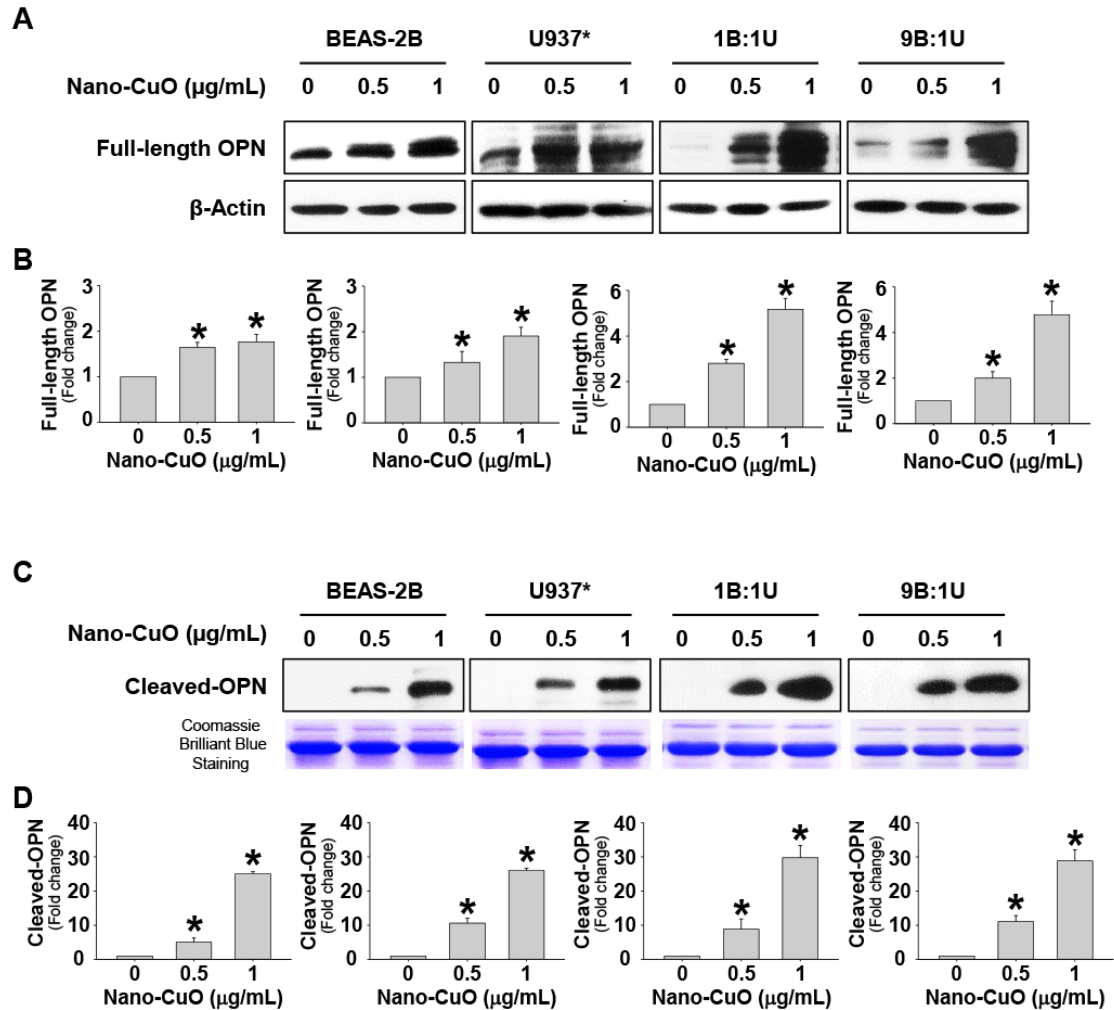 A
BEAS-2B U937* 1B:1U 9B:1U
Nano-CuO (μg/mL) 0 0.5 1 0 0.5 1 0 0.5 1 0 0.5 1
Full-length OPN
β-Actin
B
Full-length OPN
(Fold change)
3
2
1
0
* *
0 0.5 1
Nano-CuO (μg/mL)
Full-length OPN
(Fold change)
3
2
1
0
* *
0 0.5 1
Nano-CuO (μg/mL)
Full-length OPN
(Fold change)
6
4
2
0
* *
0 0.5 1
Nano-CuO (μg/mL)
Full-length OPN
(Fold change)
6
4
2
0
* *
0 0.5 1
Nano-CuO (μg/mL)
C
BEAS-2B U937* 1B:1U 9B:1U
Nano-CuO (μg/mL) 0 0.5 1 0 0.5 1 0 0.5 1 0 0.5 1
Cleaved-OPN
Coomassie
Brilliant Blue
Staining
D
Cleaved-OPN
(Fold change)
40
30
20
10
0
* *
0 0.5 1
Nano-CuO (μg/mL)
Cleaved-OPN
(Fold change)
40
30
20
10
0
* *
0 0.5 1
Nano-CuO (μg/mL)
Cleaved-OPN
(Fold change)
40
30
20
10
0
* *
0 0.5 1
Nano-CuO (μg/mL)
Cleaved-OPN
(Fold change)
40
30
20
10
0
* *
0 0.5 1
Nano-CuO (μg/mL)